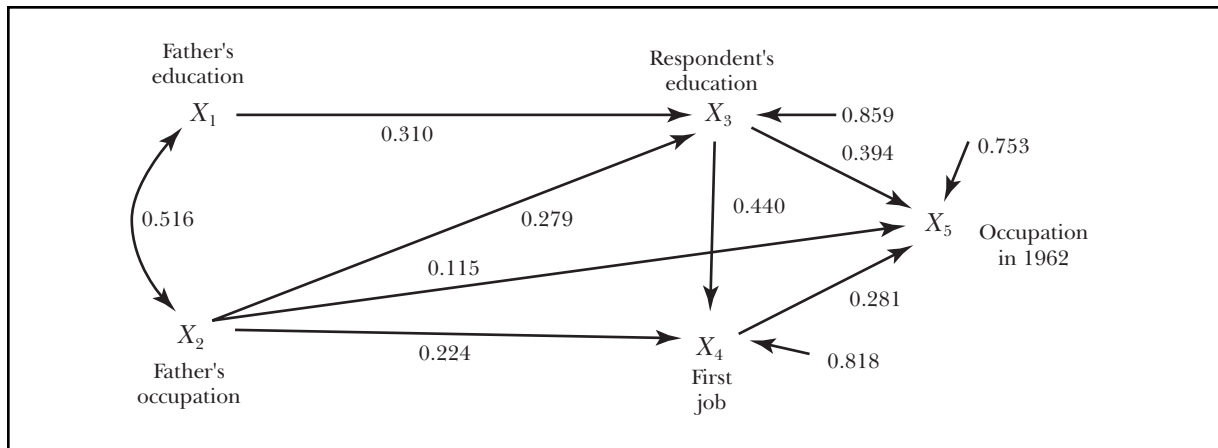 Father's
education
X₁
Respondent's
education
X₃
0.310
0.859
0.394
0.753
0.516
0.279
0.440
X₅
Occupation
in 1962
0.115
0.281
X₂
Father's
occupation
0.224
X₄
First
job
0.818